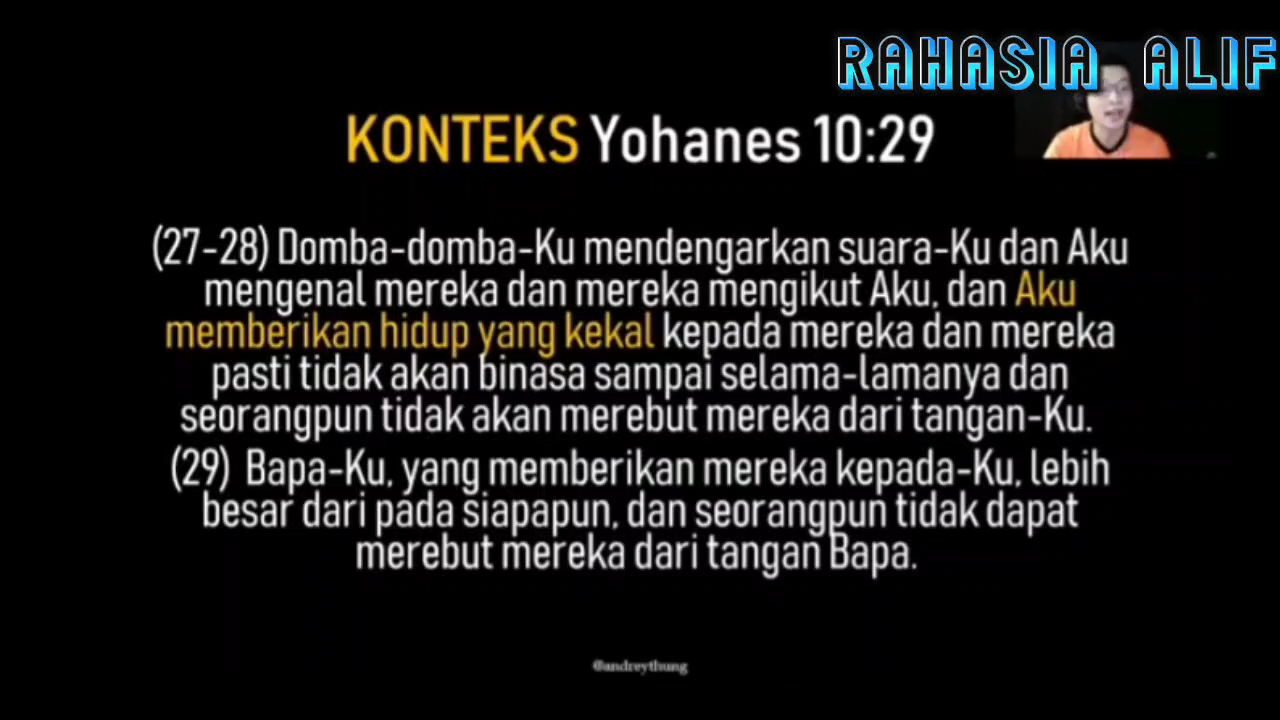 RAHASIA ALIF
KONTEKS Yohanes 10:29
(27-28) Domba-domba-Ku mendengarkan suara-Ku dan Aku
mengenal mereka dan mereka mengikut Aku, dan Aku
memberikan hidup yang kekal kepada mereka dan mereka
pasti tidak akan binasa sampai selama-lamanya dan
seorangpun tidak akan merebut mereka dari tangan-Ku.
(29) Bapa-Ku, yang memberikan mereka kepada-Ku, lebih
besar dari pada siapapun, dan seorangpun tidak dapat
merebut mereka dari tangan Bapa.
@andreythung